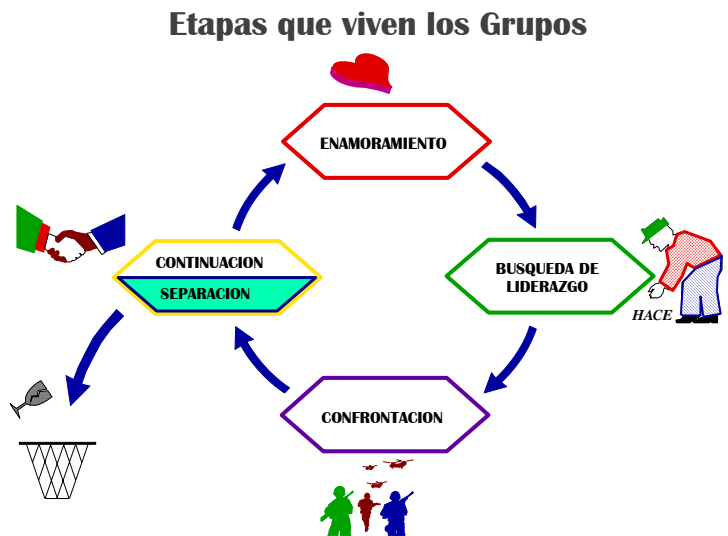 Etapas que viven los Grupos
ENAMORAMIENTO
BUSQUEDA DE
LIDERAZGO
HACE
CONFRONTACION
CONTINUACION
SEPARACION